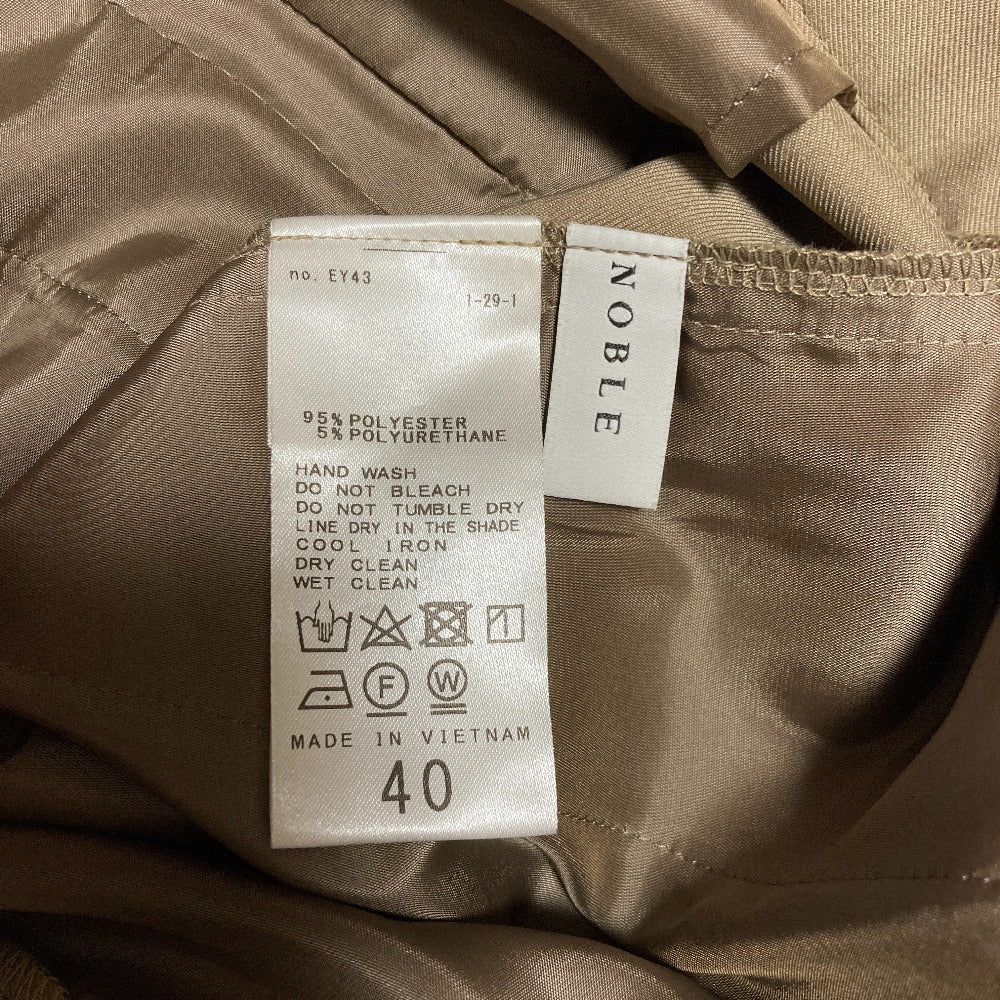 no. EY43
1-29-1
95% POLYESTER
5% POLYURETHANE
HAND WASH
DO NOT BLEACH
DO NOT TUMBLE DRY
LINE DRY IN THE SHADE
COOL IRON
DRY CLEAN
WET CLEAN
F W
MADE IN VIETNAM
40
NOBLE